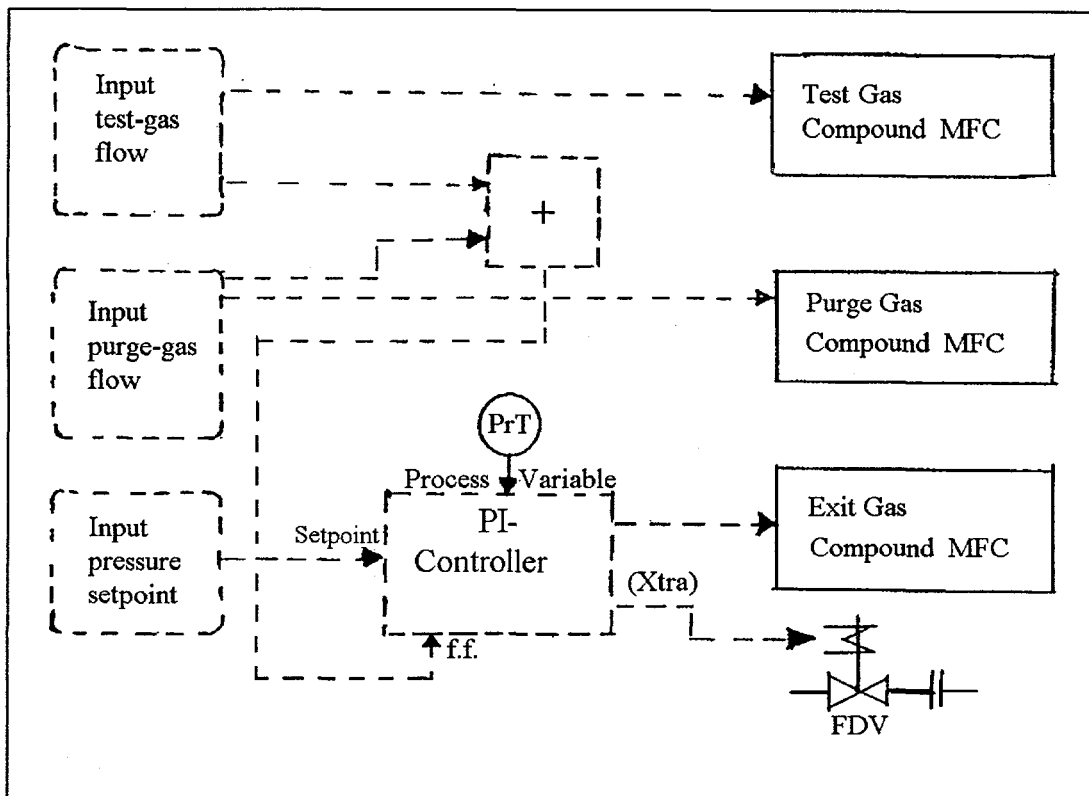 Input
test-gas
flow
Test Gas
Compound MFC
+
Input
purge-gas
flow
Purge Gas
Compound MFC
PrT
Process Variable
Input
pressure
setpoint
Setpoint
PI-
Controller
f.f.
Exit Gas
Compound MFC
(Xtra)
FDV